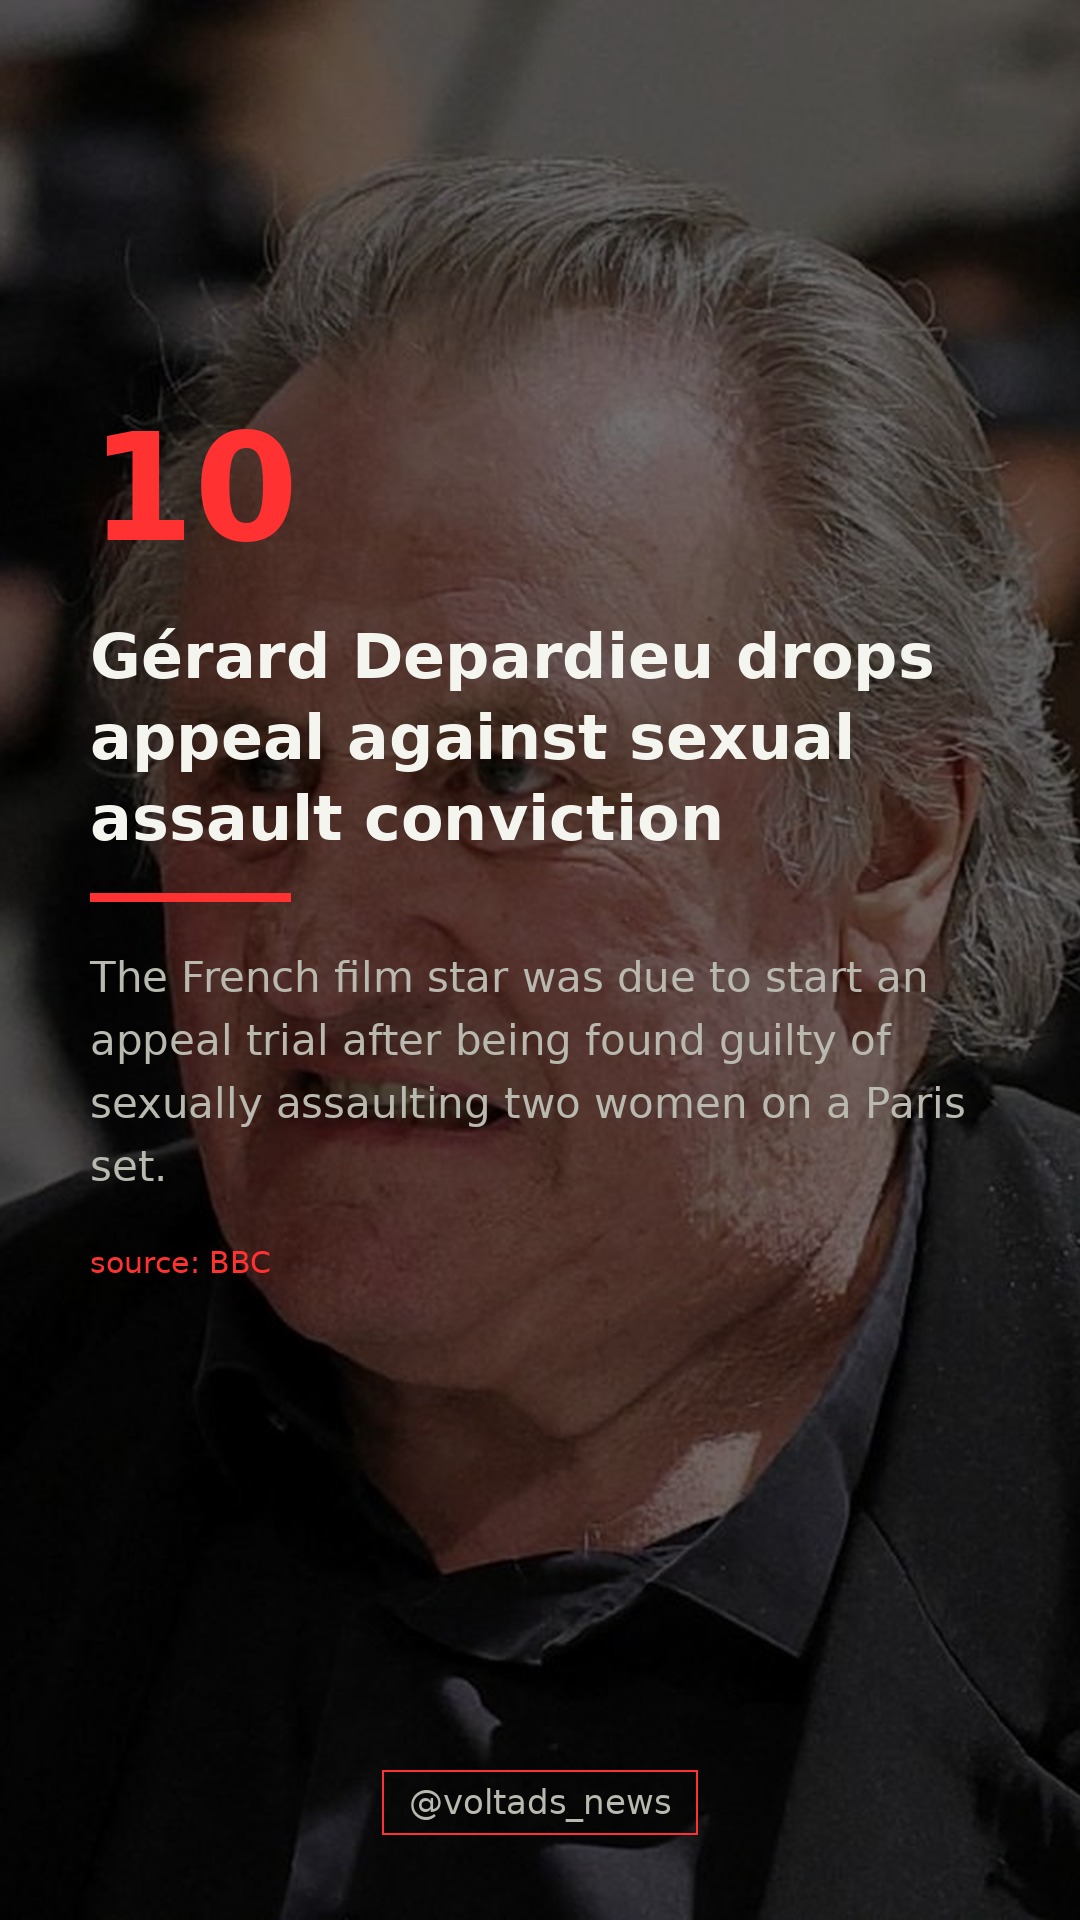 10
Gérard Depardieu drops
appeal against sexual
assault conviction
The French film star was due to start an
appeal trial after being found guilty of
sexually assaulting two women on a Paris
set.
source: BBC
@voltads_news